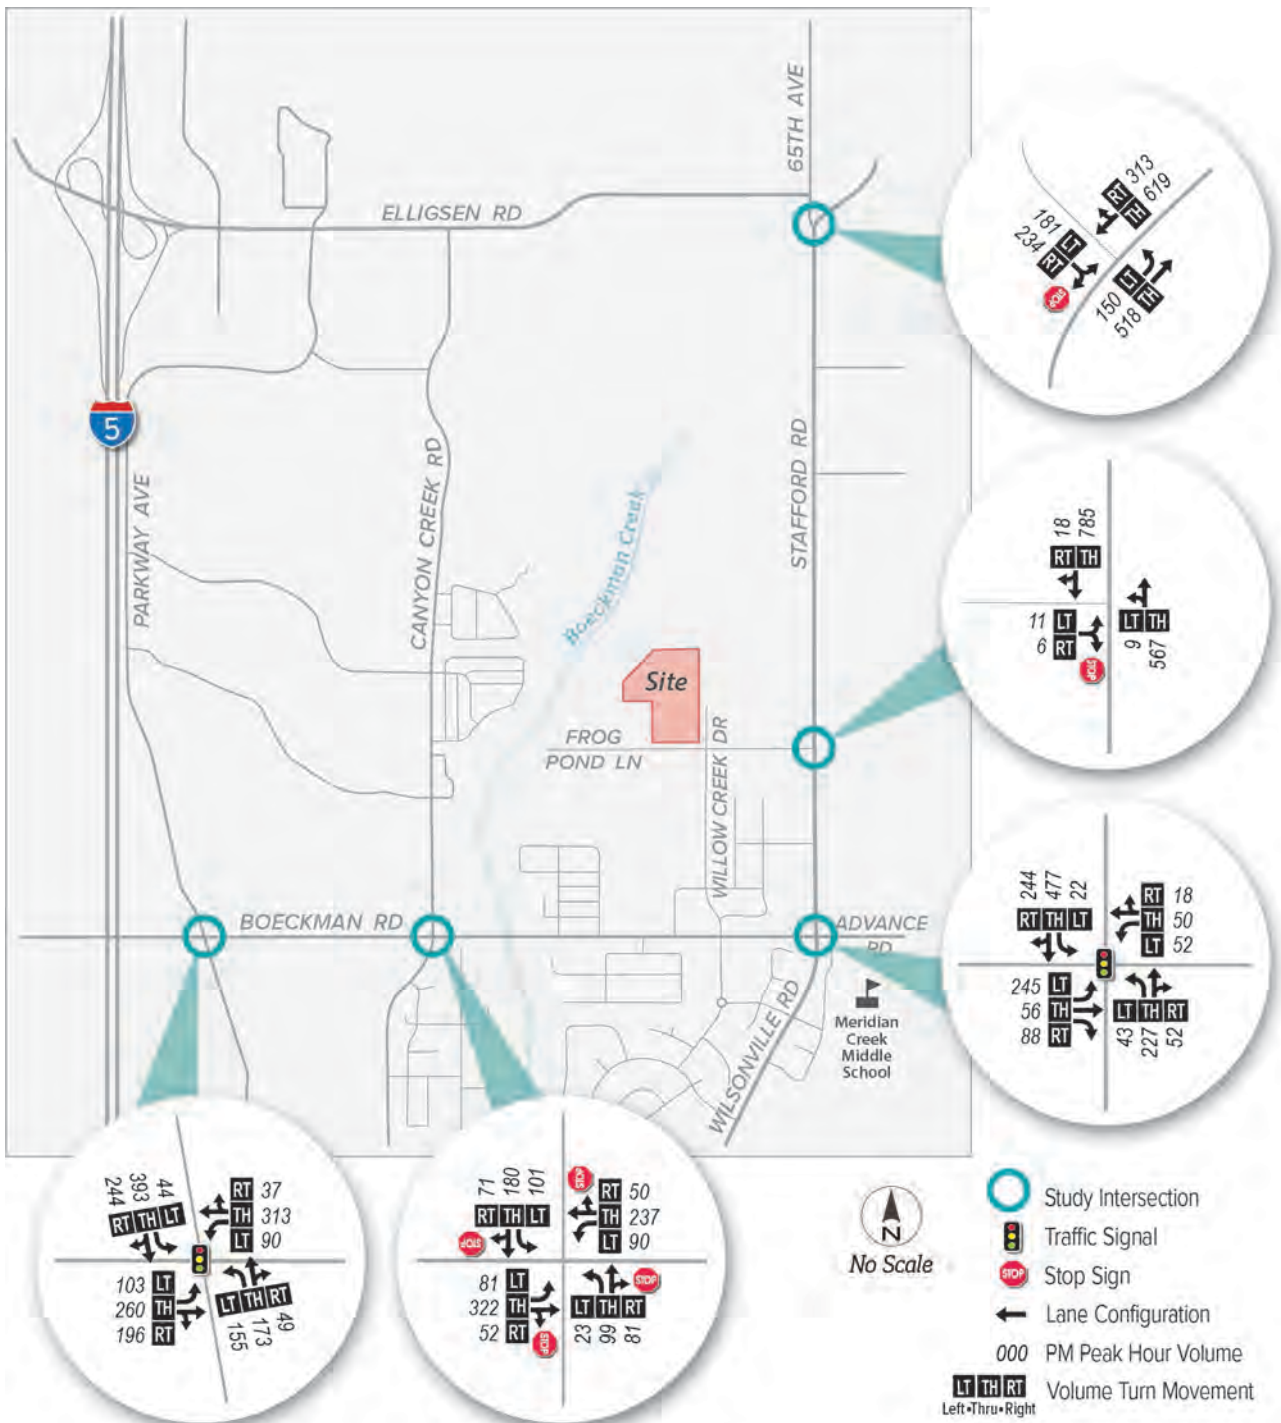 65TH AVE
ELLIGSEN RD
5
PARKWAY AVE
CANYON CREEK RD
Boeckman Creek
STAFFORD RD
Site
FROG
POND LN
WILLOW CREEK DR
BOECKMAN RD
ADVANCE
RD
WILSONVILLE RD
Meridian
Creek
Middle
School
RT 313
TH 619
181 LT
234 RT
STOP
150 LT
518 TH
18 785
RT TH
11 LT
6 RT
STOP
LT TH
9 567
244 477 22
RT TH LT
RT 18
TH 50
LT 52
245 LT
56 TH
88 RT
LT TH RT
43 227 52
244 393 44
RT TH LT
RT 37
TH 313
LT 90
103 LT
260 TH
196 RT
LT TH RT
155 173 49
71 180 101
RT TH LT
STOP
STOP
RT 50
TH 237
LT 90
81 LT
322 TH
52 RT
STOP
STOP
LT TH RT
23 99 81
N
No Scale
Study Intersection
Traffic Signal
STOP Stop Sign
Lane Configuration
000 PM Peak Hour Volume
LT TH RT Volume Turn Movement
Left•Thru•Right